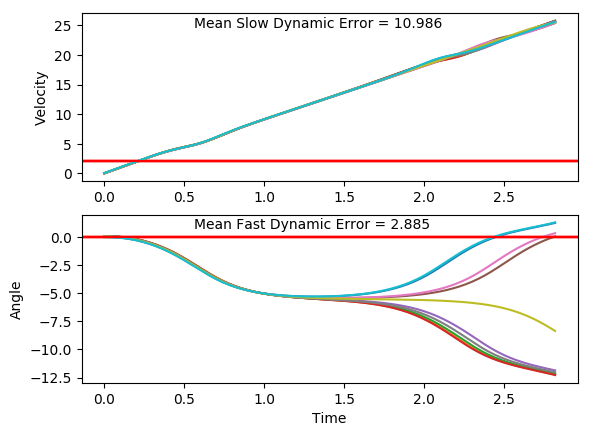 Mean Slow Dynamic Error = 10.986
25
20
15
10
5
0
Velocity
0.0 0.5 1.0 1.5 2.0 2.5
Mean Fast Dynamic Error = 2.885
0.0
−2.5
−5.0
−7.5
−10.0
−12.5
Angle
0.0 0.5 1.0 1.5 2.0 2.5
Time